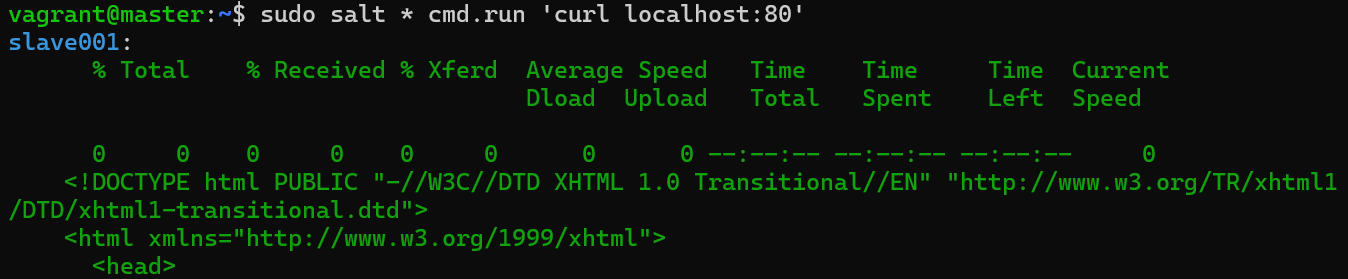 vagrant@master:~$ sudo salt * cmd.run 'curl localhost:80'
slave001:
% Total % Received % Xferd Average Speed Time Time Time Current
Dload Upload Total Spent Left Speed
0 0 0 0 0 0 0 0 --:--:-- --:--:-- --:--:-- 0
<!DOCTYPE html PUBLIC "-//W3C//DTD XHTML 1.0 Transitional//EN" "http://www.w3.org/TR/xhtml1
/DTD/xhtml1-transitional.dtd">
<html xmlns="http://www.w3.org/1999/xhtml">
<head>